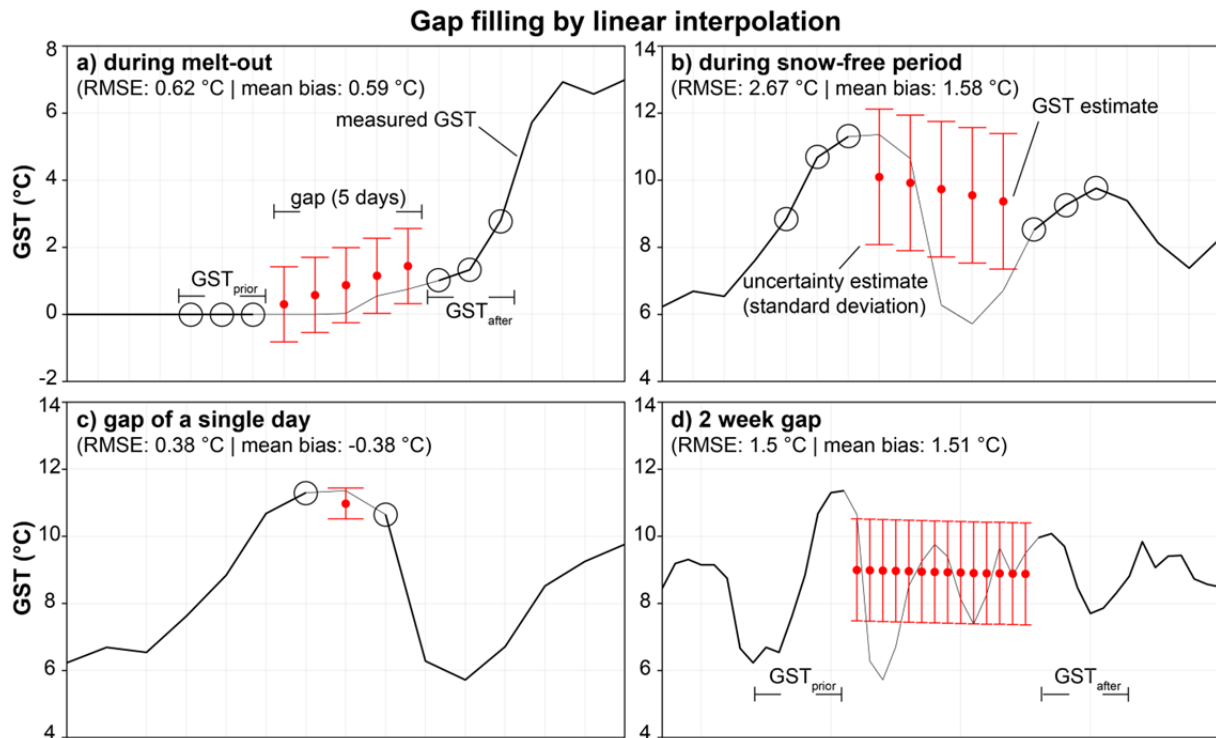 Gap filling by linear interpolation
GST (°C)
8
6
4
2
0
-2
a) during melt-out
(RMSE: 0.62 °C | mean bias: 0.59 °C)
measured GST
gap (5 days)
GSTprior
GSTafter
14
12
10
8
6
4
b) during snow-free period
(RMSE: 2.67 °C | mean bias: 1.58 °C)
GST estimate
uncertainty estimate
(standard deviation)
GST (°C)
14
12
10
8
6
4
c) gap of a single day
(RMSE: 0.38 °C | mean bias: -0.38 °C)
14
12
10
8
6
4
d) 2 week gap
(RMSE: 1.5 °C | mean bias: 1.51 °C)
GSTprior
GSTafter